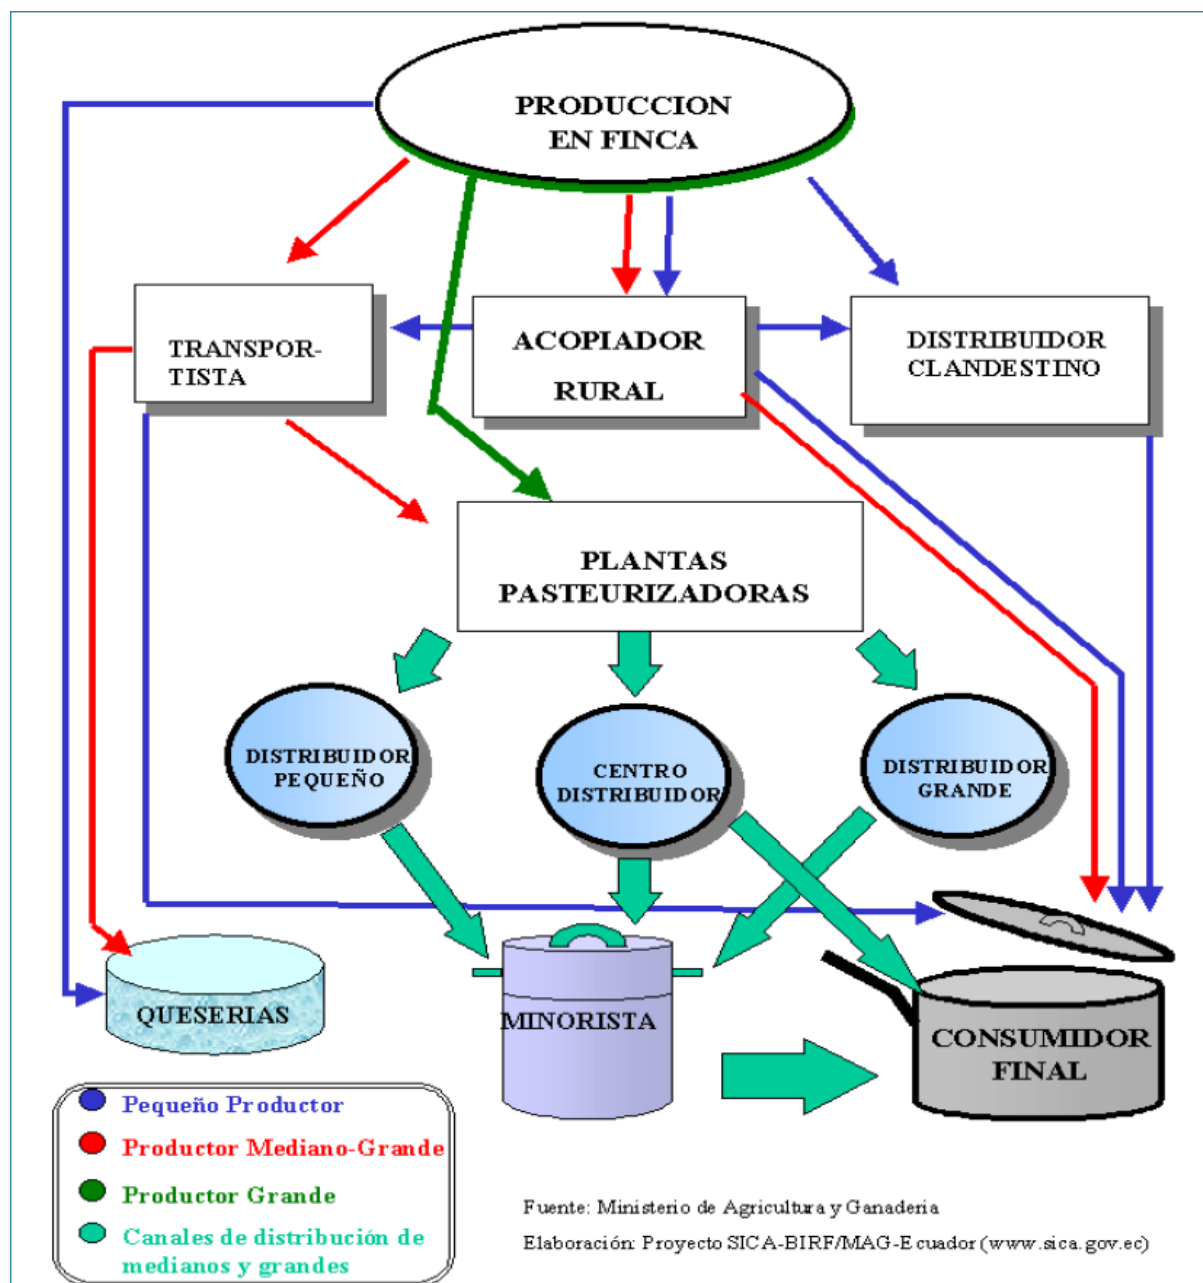 PRODUCCION
EN FINCA
TRANSPOR-
TISTA
ACOPIADOR
RURAL
DISTRIBUIDOR
CLANDESTINO
PLANTAS
PASTEURIZADORAS
DISTRIBUIDOR
PEQUEÑO
CENTRO
DISTRIBUIDOR
DISTRIBUIDOR
GRANDE
QUESERIAS
MINORISTA
CONSUMIDOR
FINAL
Pequeño Productor
Productor Mediano-Grande
Productor Grande
Canales de distribución de
medianos y grandes
Fuente: Ministerio de Agricultura y Ganaderia
Elaboración: Proyecto SICA-BIRF/MAG-Ecuador (www.sica.gov.ec)